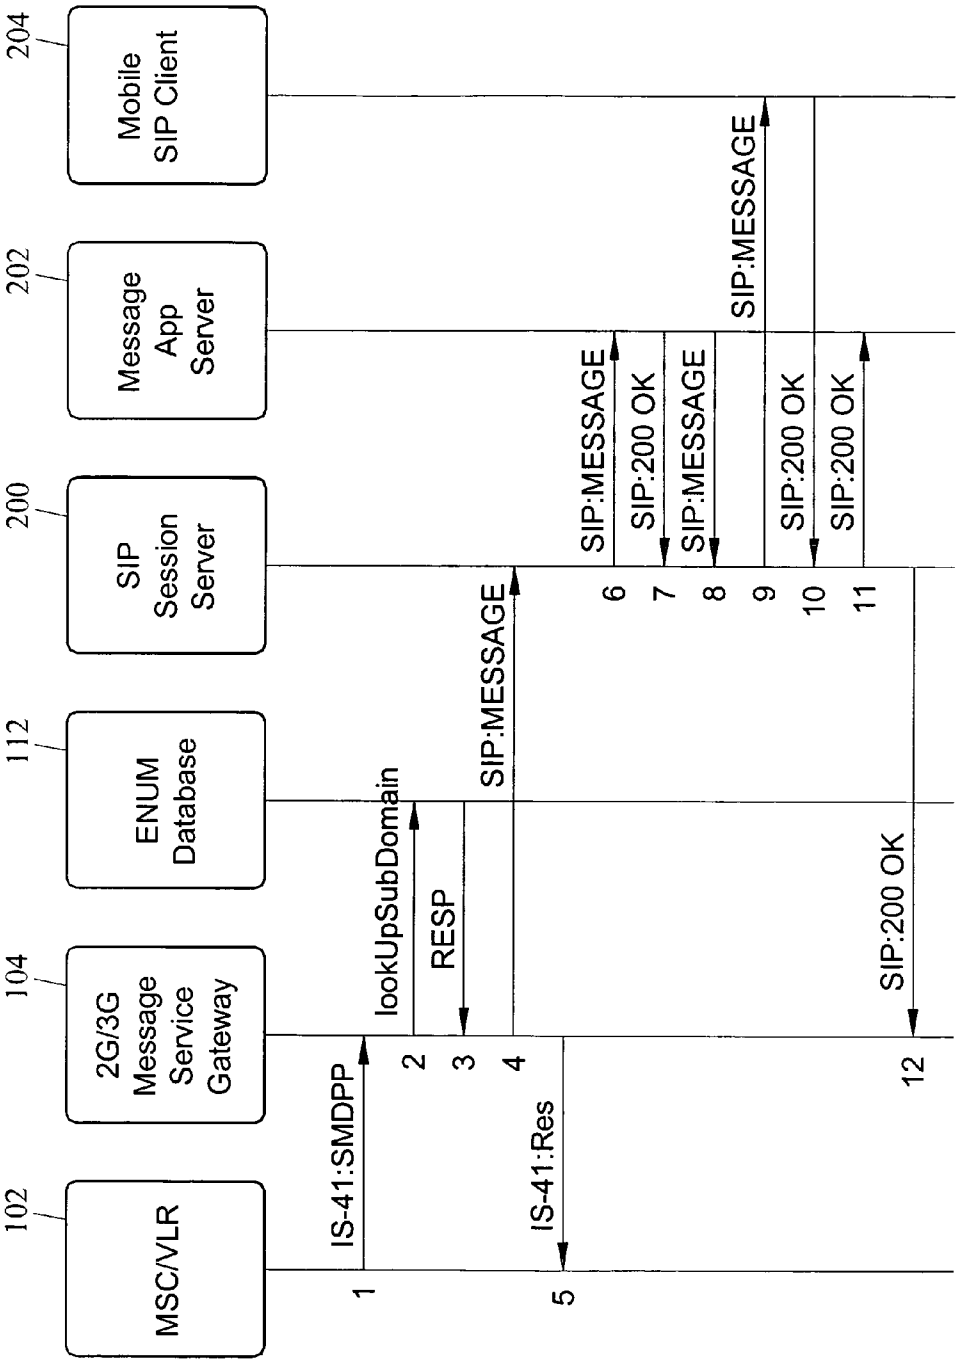 102
MSC/VLR
104
2G/3G
Message
Service
Gateway
112
ENUM
Database
200
SIP
Session
Server
202
Message
App
Server
204
Mobile
SIP Client
1
IS-41:SMDPP
2
lookUpSubDomain
3
RESP
4
SIP:MESSAGE
5
IS-41:Res
6
SIP:MESSAGE
7
SIP:200 OK
8
SIP:MESSAGE
9
SIP:MESSAGE
10
SIP:200 OK
11
SIP:200 OK
12
SIP:200 OK